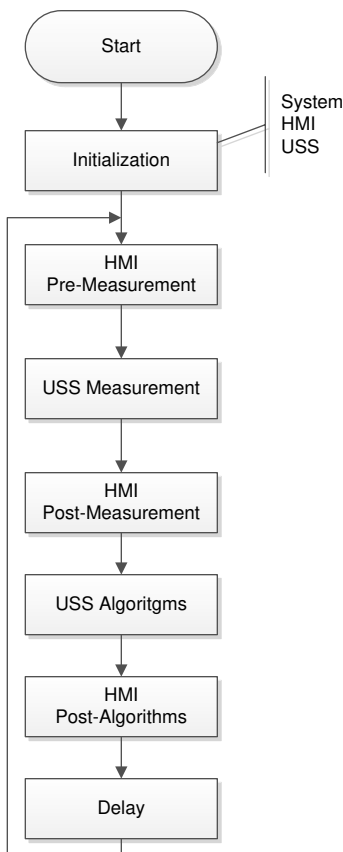 Start
Initialization
System
HMI
USS
HMI
Pre-Measurement
USS Measurement
HMI
Post-Measurement
USS Algoritgms
HMI
Post-Algorithms
Delay